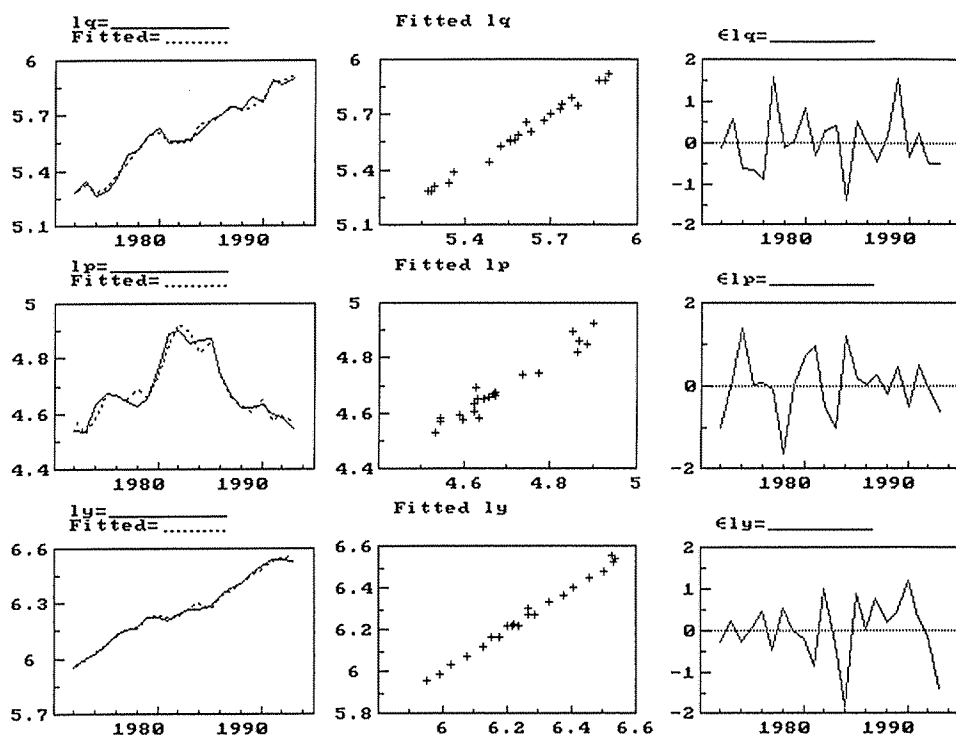 lq=
Fitted=
Fitted lq
εlq=
6
5.7
5.4
5.1
1980 1990
6
5.7
5.4
5.1
5.4 5.7 6
2
1
0
-1
-2
1980 1990
lp=
Fitted=
Fitted lp
εlp=
5
4.8
4.6
4.4
1980 1990
5
4.8
4.6
4.4
4.6 4.8 5
2
0
-2
1980 1990
ly=
Fitted=
Fitted ly
εly=
6.6
6.3
6
5.7
1980 1990
6.6
6.4
6.2
6
5.8
6 6.2 6.4 6.6
2
1
0
-1
-2
1980 1990